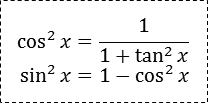 cos² x = 1 / (1 + tan² x)
sin² x = 1 − cos² x